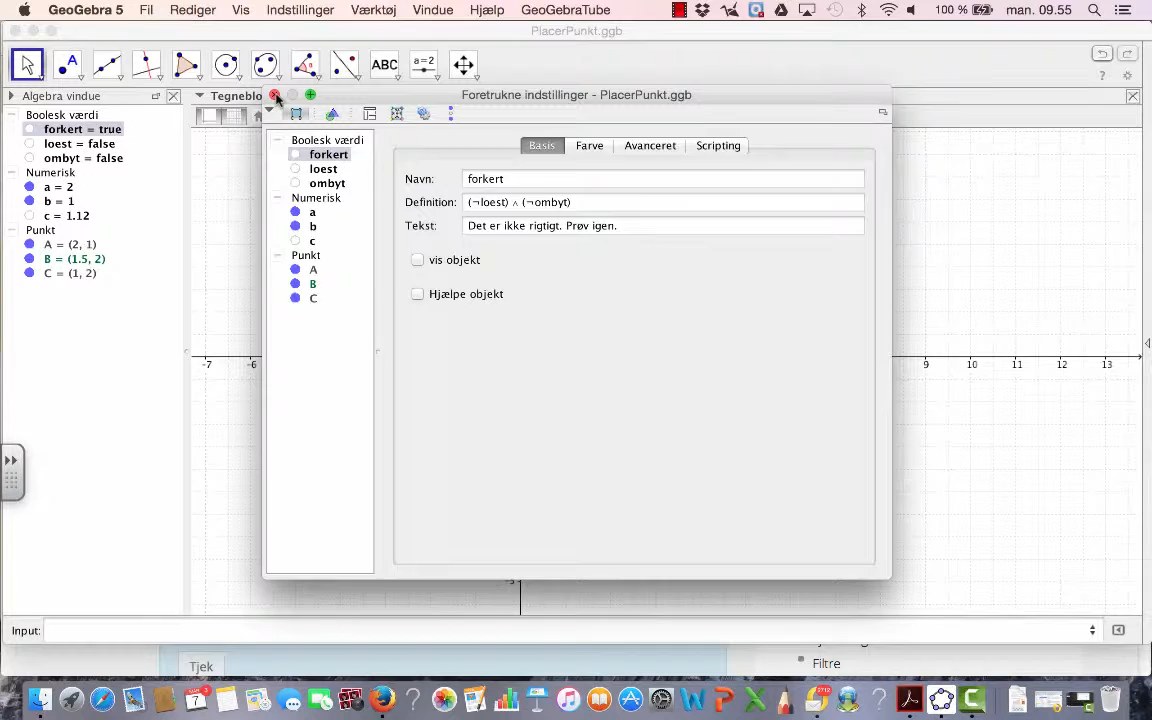 GeoGebra 5 Fil Rediger Vis Indstillinger Værktøj Vindue Hjælp GeoGebraTube 100 % man. 09.55
PlacerPunkt.ggb
A ABC a=2 ?
Algebra vindue Tegneblo
Foretrukne indstillinger - PlacerPunkt.ggb
Boolesk værdi
forkert = true
loest = false
ombyt = false
Numerisk
a = 2
b = 1
c = 1.12
Punkt
A = (2, 1)
B = (1.5, 2)
C = (1, 2)
Boolesk værdi
forkert
loest
ombyt
Numerisk
a
b
c
Punkt
A
B
C
Basis Farve Avanceret Scripting
Navn: forkert
Definition: (¬loest) ∧ (¬ombyt)
Tekst: Det er ikke rigtigt. Prøv igen.
vis objekt
Hjælpe objekt
-7 -6 9 10 11 12 13
Input:
Tjek
Filtre
7 2712